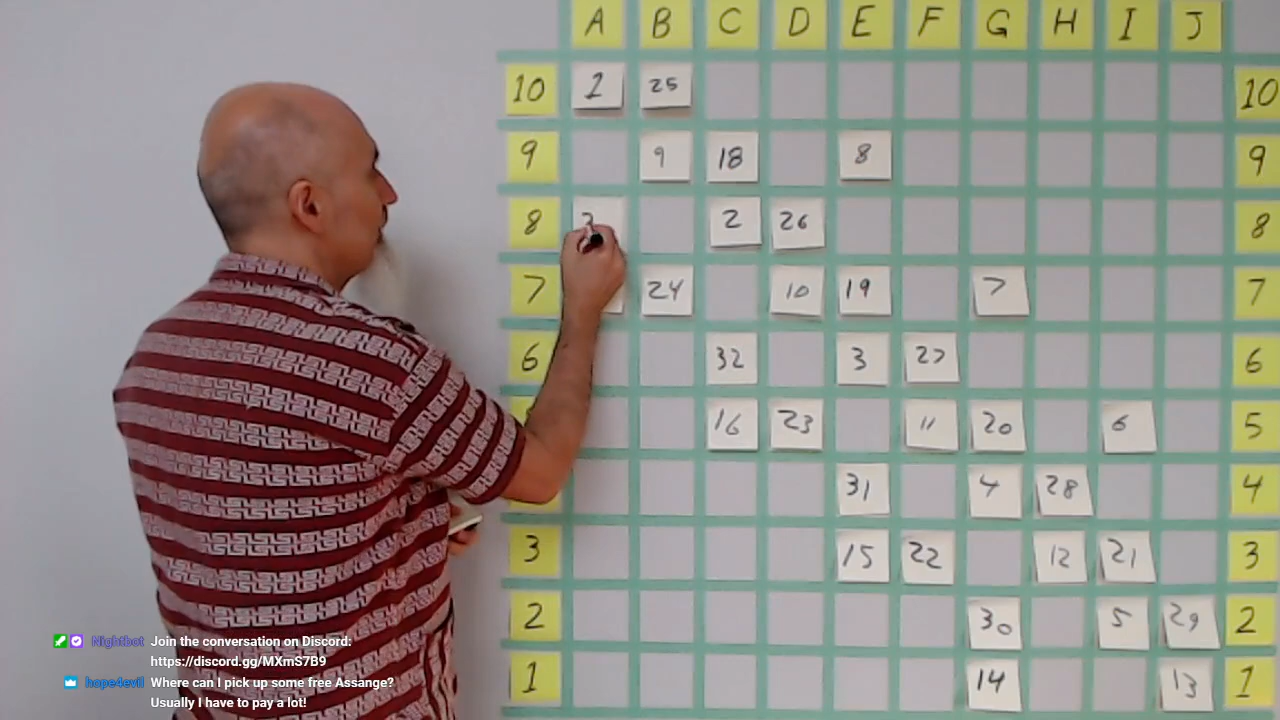 A B C D E F G H I J
10 1 25 10
9 9 18 8 9
8 2 26 8
7 24 10 19 7 7
6 32 3 27 6
16 23 11 20 6 5
31 4 28 4
3 15 22 12 21 3
2 30 5 29 2
1 14 13 1
Nightbot Join the conversation on Discord:
https://discord.gg/MXmS7B9
hope4evil Where can I pick up some free Assange?
Usually I have to pay a lot!